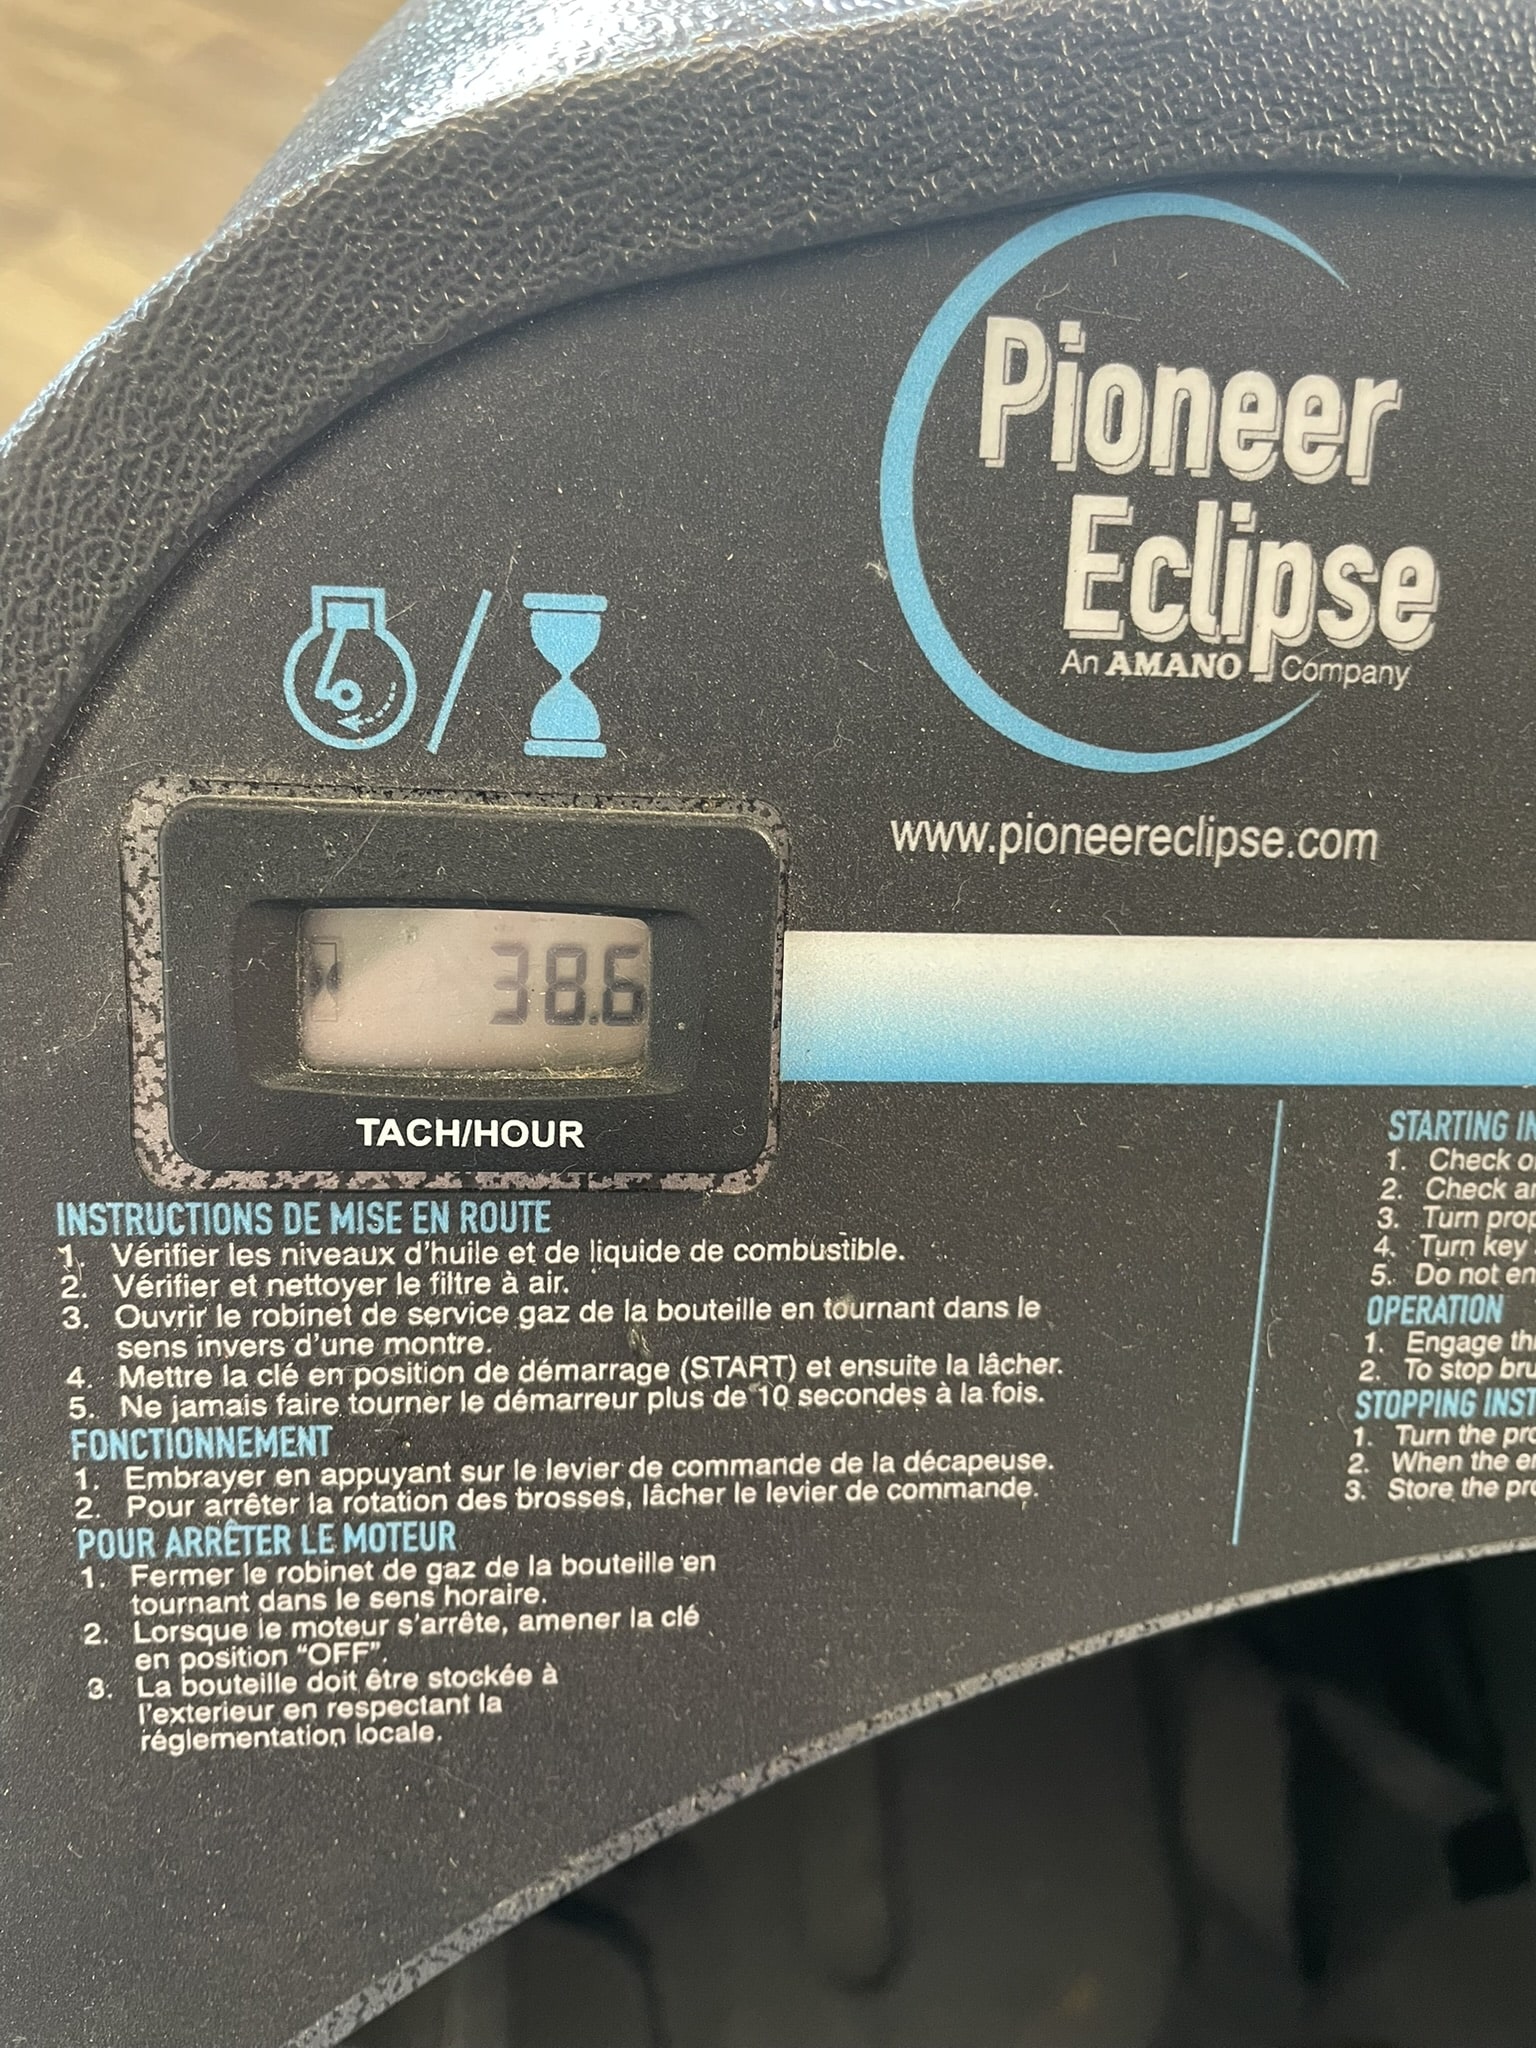 Pioneer
Eclipse
An AMANO Company
www.pioneereclipse.com
38.6
TACH/HOUR
INSTRUCTIONS DE MISE EN ROUTE
1. Vérifier les niveaux d'huile et de liquide de combustible.
2. Vérifier et nettoyer le filtre à air.
3. Ouvrir le robinet de service gaz de la bouteille en tournant dans le
sens invers d'une montre.
4. Mettre la clé en position de démarrage (START) et ensuite la lâcher.
5. Ne jamais faire tourner le démarreur plus de 10 secondes à la fois.
FONCTIONNEMENT
1. Embrayer en appuyant sur le levier de commande de la décapeuse.
2. Pour arrêter la rotation des brosses, lâcher le levier de commande.
POUR ARRÊTER LE MOTEUR
1. Fermer le robinet de gaz de la bouteille en
tournant dans le sens horaire.
2. Lorsque le moteur s'arrête, amener la clé
en position "OFF".
3. La bouteille doit être stockée à
l'exterieur en respectant la
réglementation locale.
STARTING
1. Check
2. Check
3. Turn
4. Turn key
5. Do not
OPERATION
1. Engage
2. To stop
STOPPING
1. Turn the
2. When the
3. Store the